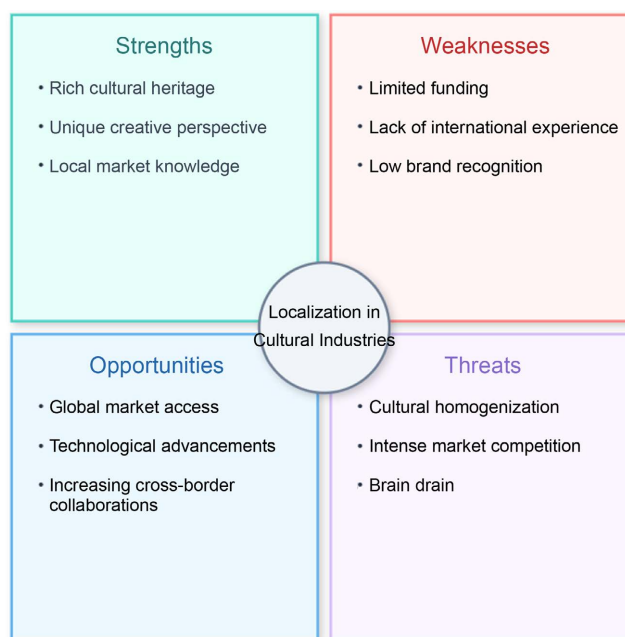 Strengths
• Rich cultural heritage
• Unique creative perspective
• Local market knowledge
Weaknesses
• Limited funding
• Lack of international experience
• Low brand recognition
Localization in
Cultural Industries
Opportunities
• Global market access
• Technological advancements
• Increasing cross-border
collaborations
Threats
• Cultural homogenization
• Intense market competition
• Brain drain